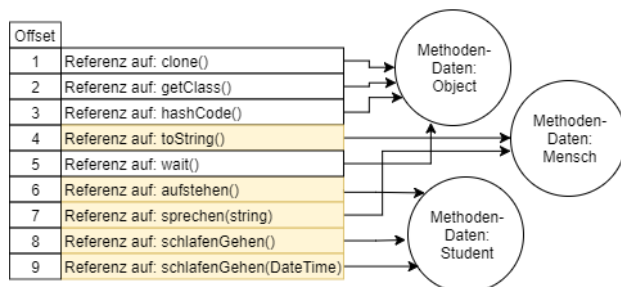 Offset
1 Referenz auf: clone()
2 Referenz auf: getClass()
3 Referenz auf: hashCode()
4 Referenz auf: toString()
5 Referenz auf: wait()
6 Referenz auf: aufstehen()
7 Referenz auf: sprechen(string)
8 Referenz auf: schlafenGehen()
9 Referenz auf: schlafenGehen(DateTime)
Methoden-
Daten:
Object
Methoden-
Daten:
Mensch
Methoden-
Daten:
Student